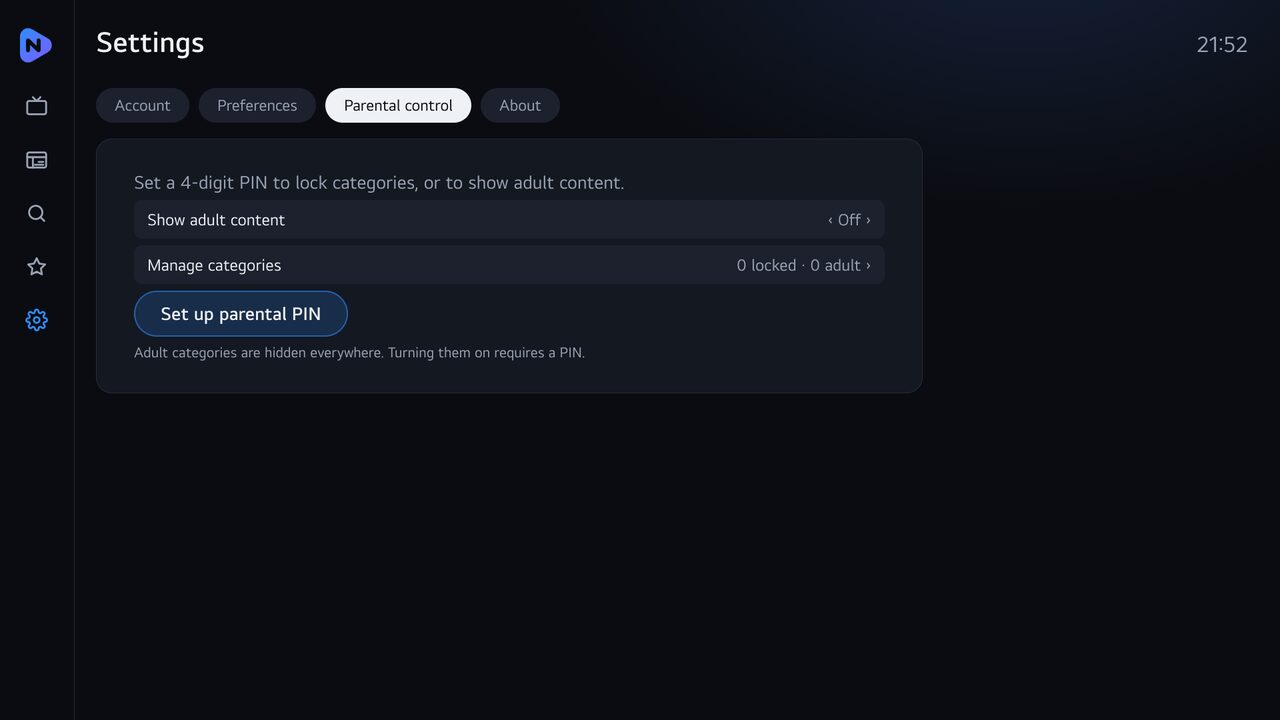 N
Settings
21:52
Account
Preferences
Parental control
About
Set a 4-digit PIN to lock categories, or to show adult content.
Show adult content
‹ Off ›
Manage categories
0 locked · 0 adult ›
Set up parental PIN
Adult categories are hidden everywhere. Turning them on requires a PIN.